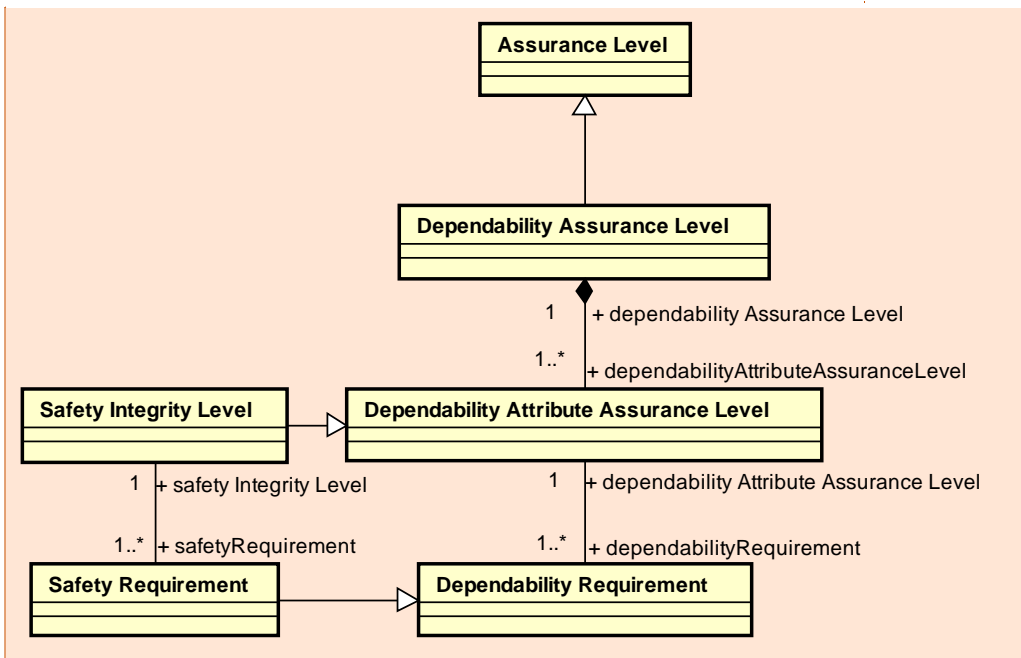 Assurance Level
Dependability Assurance Level
1 + dependability Assurance Level
1..* + dependabilityAttributeAssuranceLevel
Safety Integrity Level Dependability Attribute Assurance Level
1 + safety Integrity Level 1 + dependability Attribute Assurance Level
1..* + safetyRequirement 1..* + dependabilityRequirement
Safety Requirement Dependability Requirement